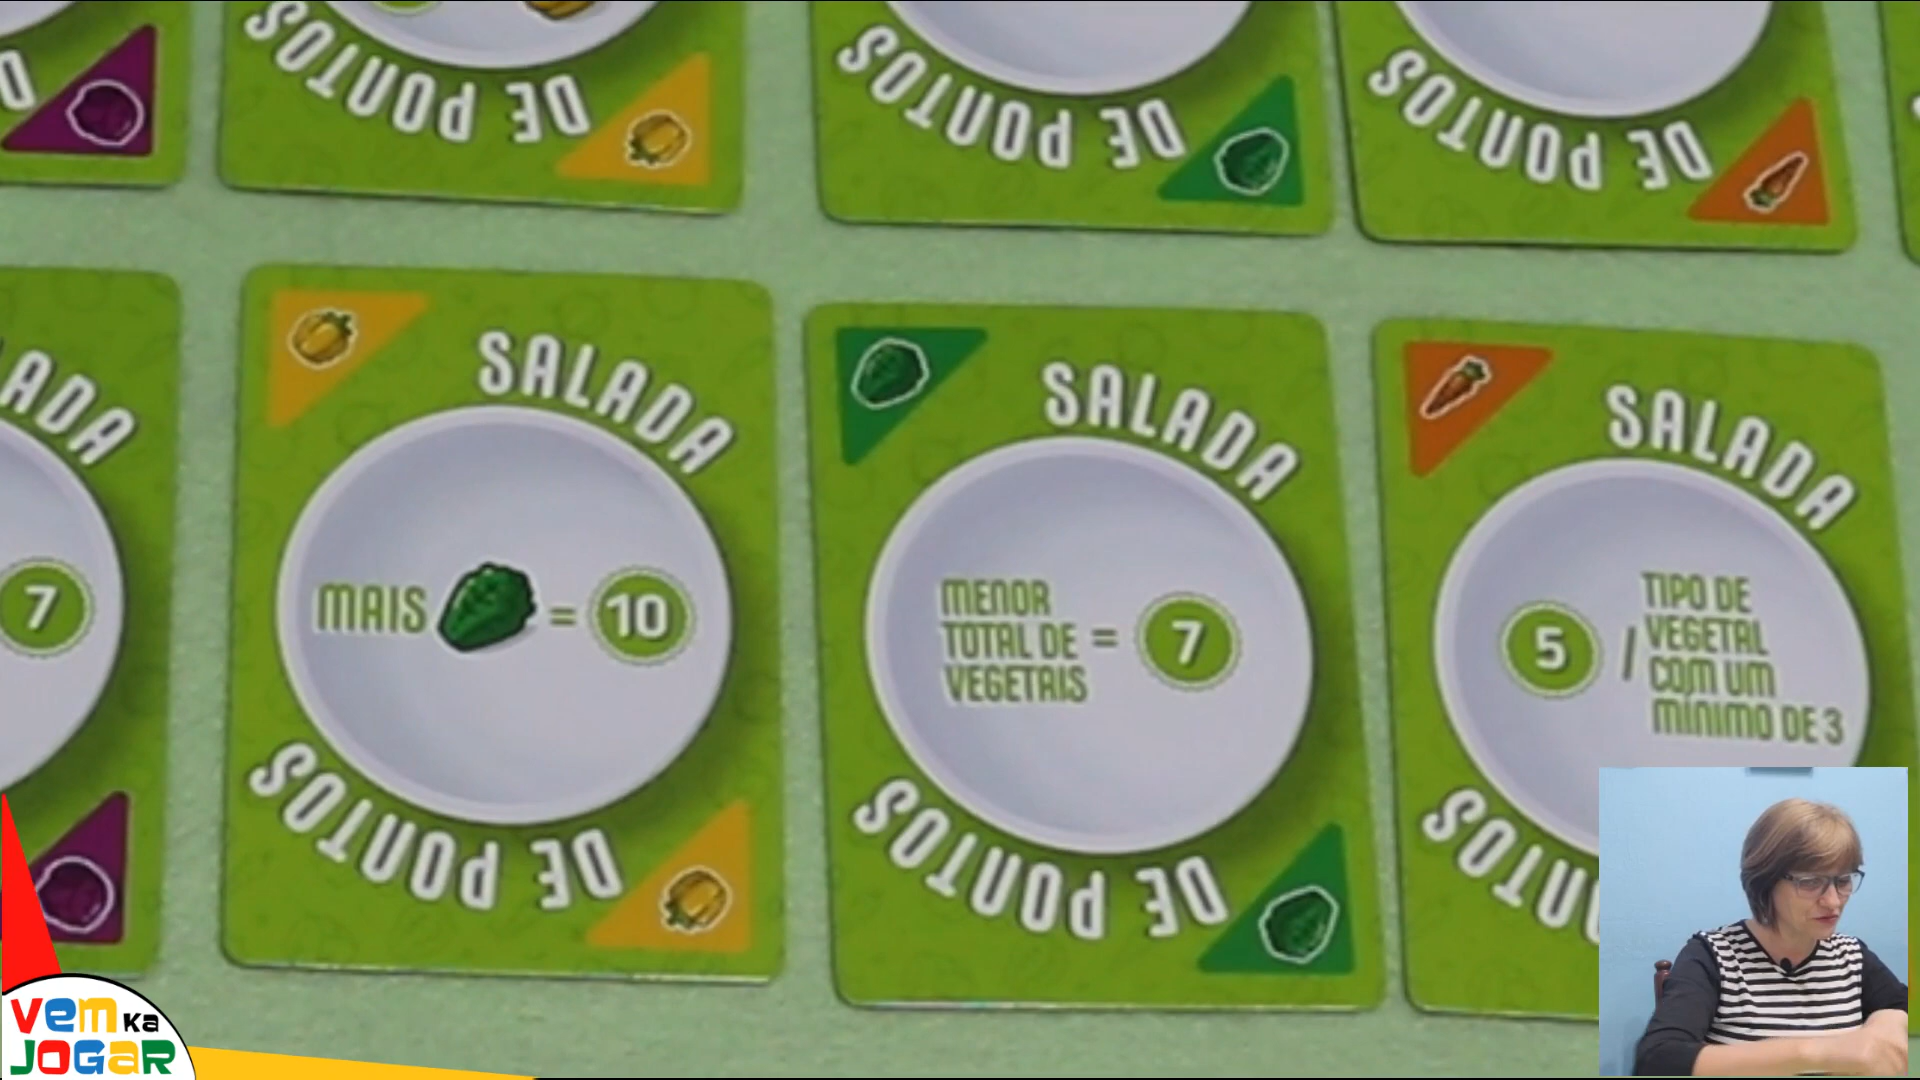 DE PONTOS
DE PONTOS
DE PONTOS
SALADA
7
SALADA
MAIS = 10
DE PONTOS
SALADA
MENOR
TOTAL DE
VEGETAIS
= 7
DE PONTOS
SALADA
5 /
TIPO DE
VEGETAL
COM UM
MÍNIMO DE 3
Vem Ka
JOGAR